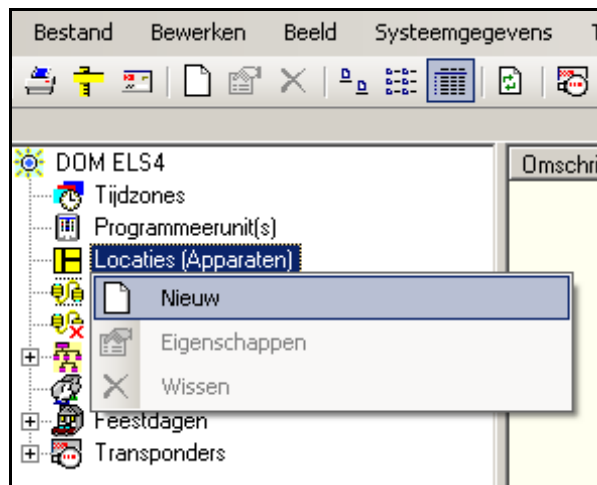 Bestand Bewerken Beeld Systeemgegevens
Omschri
DOM ELS4
Tijdzones
Programmeerunit(s)
Locaties (Apparaten)
Nieuw
Eigenschappen
Wissen
Feestdagen
Transponders